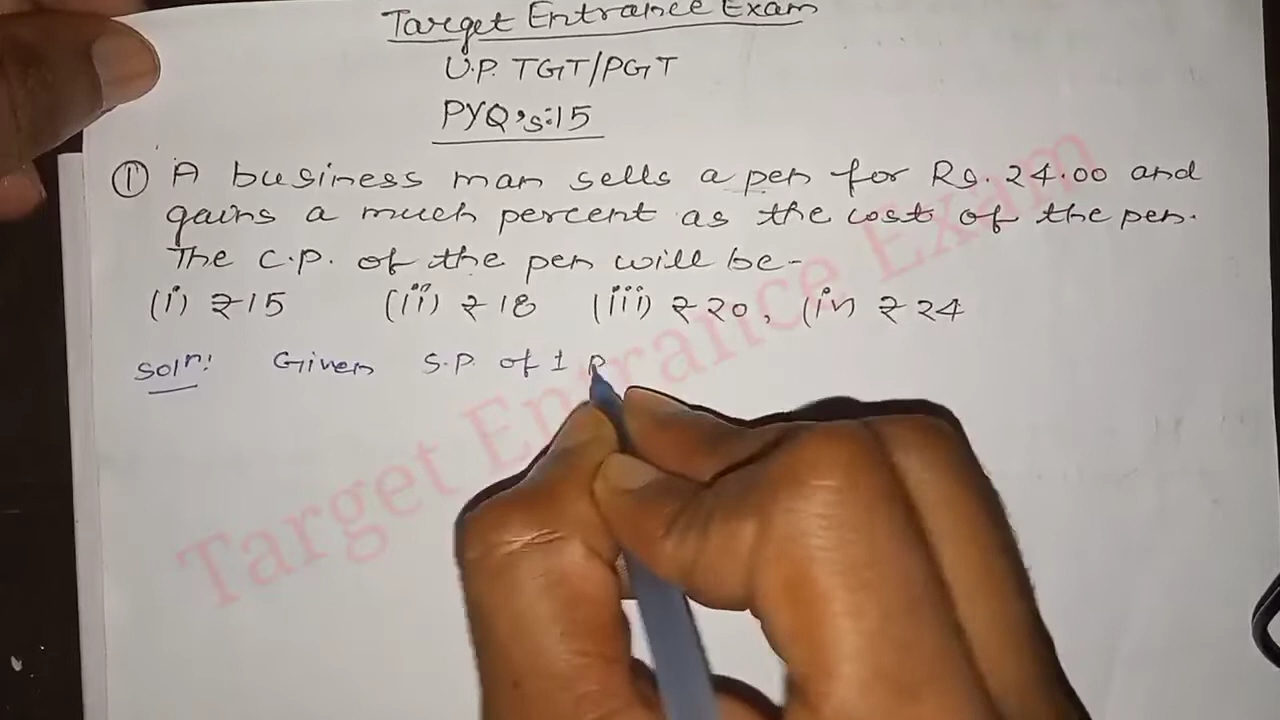 Target Entrance Exam
U.P. TGT/PGT
PYQ's:15
① A business man sells a pen for Rs. 24.00 and
gains a much percent as the cost of the pen.
The C.P. of the pen will be-
(i) ₹15 (ii) ₹18 (iii) ₹20, (iv) ₹24
Solⁿ: Given S.P. of 1 p
Target Entrance Exam